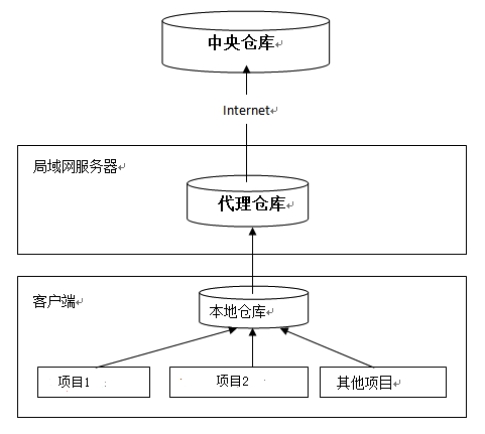 中央仓库
Internet
局域网服务器
代理仓库
客户端
本地仓库
项目1
项目2
其他项目